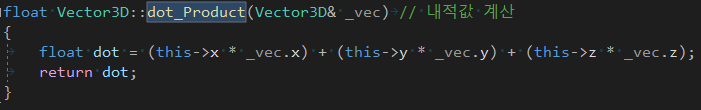 float Vector3D::dot_Product(Vector3D& _vec) // 내적값 계산
{
float dot = (this->x * _vec.x) + (this->y * _vec.y) + (this->z * _vec.z);
return dot;
}